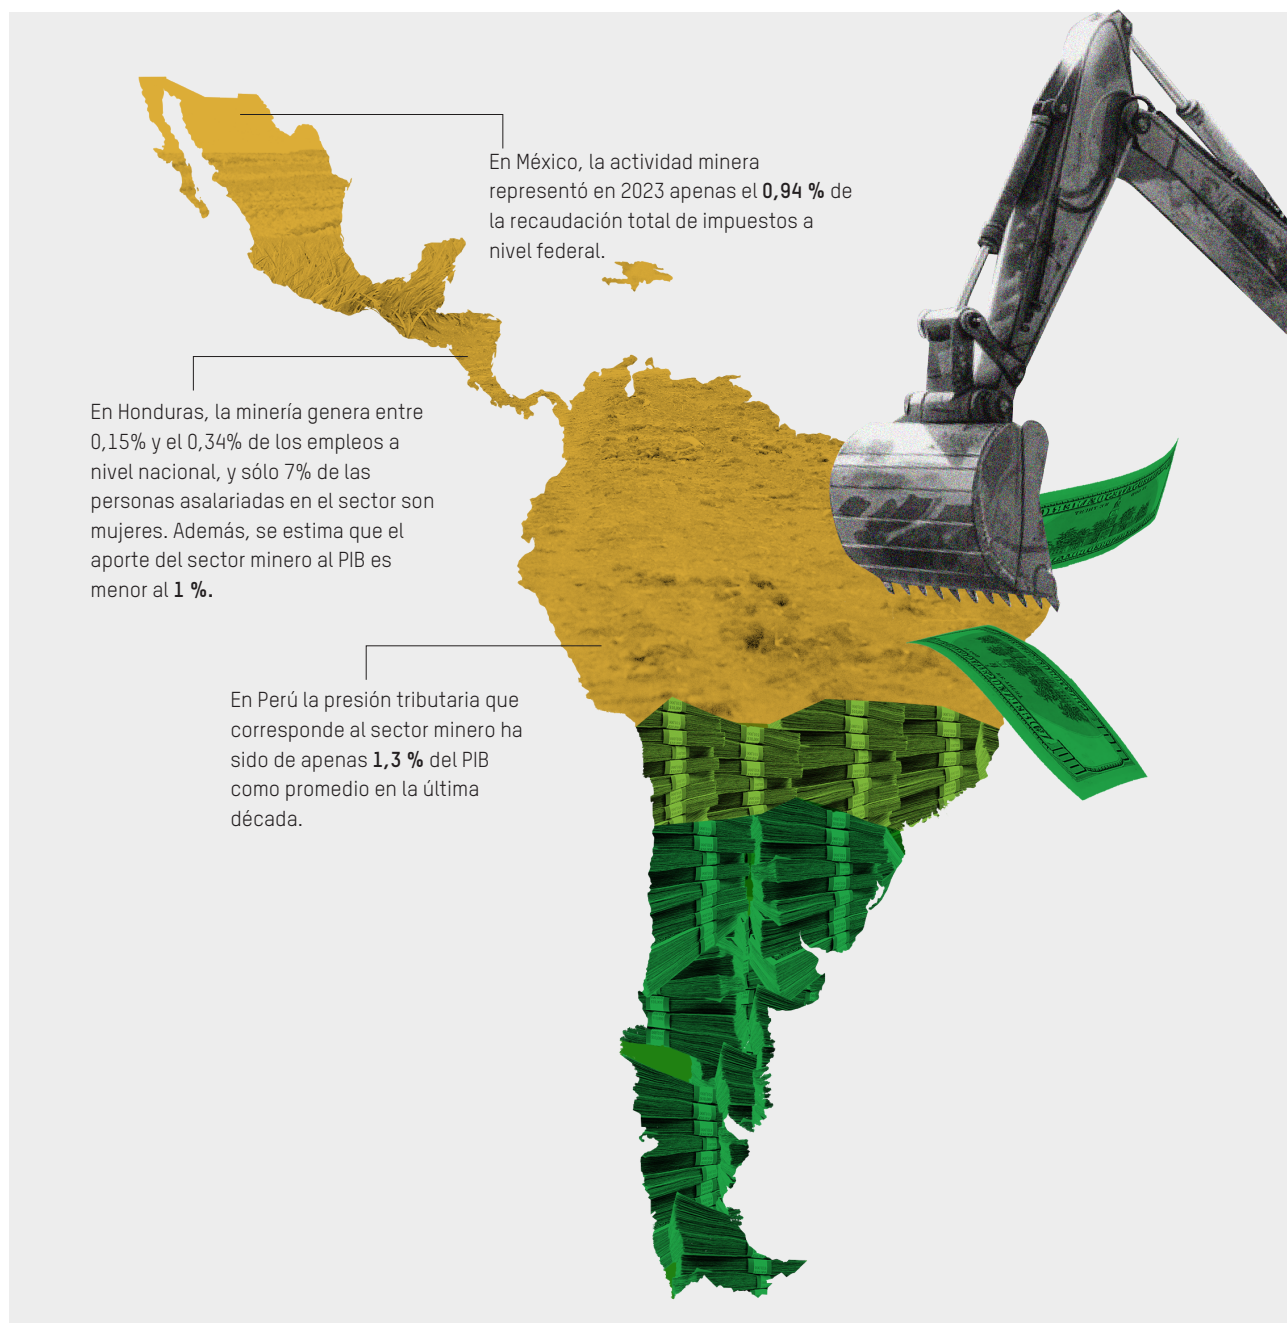 En México, la actividad minera
representó en 2023 apenas el 0,94 % de
la recaudación total de impuestos a
nivel federal.
En Honduras, la minería genera entre
0,15% y el 0,34% de los empleos a
nivel nacional, y sólo 7% de las
personas asalariadas en el sector son
mujeres. Además, se estima que el
aporte del sector minero al PIB es
menor al 1 %.
En Perú la presión tributaria que
corresponde al sector minero ha
sido de apenas 1,3 % del PIB
como promedio en la última
década.